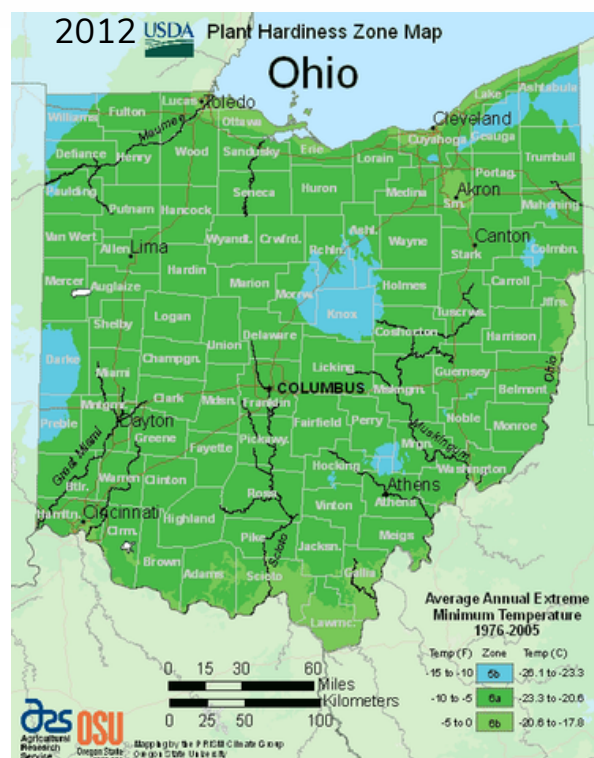 2012 USDA Plant Hardiness Zone Map
Ohio
Lucas Toledo
Williams Fulton Ottawa
Lake Ashtabula
Cleveland
Cuyahoga Geauga
Maumee
Defiance Henry Wood Sandusky Erie Lorain Trumbull
Portag.
Paulding Seneca Huron Medina Akron
Sm. Mahoning
Putnam Hancock
Van Wert Wyandt. Crwfrd. Ashl. Wayne Canton
Allen Lima Rchln. Stark Colmbn.
Hardin
Mercer Auglaize Marion Morrw. Holmes Carroll
Jffrs.
Logan Knox Tuscrws.
Shelby Union Delaware Coshocton Harrison
Darke Champgn. Licking Guernsey Ohio
Miami COLUMBUS Mskngm. Belmont
Clark Mdsn. Franklin
Mntgmr. Noble
Preble Dayton Fairfield Perry Monroe
Greene Pickawy. Mrgn. Muskingum
Great Miami Fayette Hocking Washington
Warren Clinton Athens
Btlr. Ross Vinton Athens
Hamltn. Cincinnati Highland
Clrm. Pike Jacksn. Meigs
Brown Adams Scioto Scioto Gallia
Lawrnc.
Average Annual Extreme
Minimum Temperature
1976-2005
Temp (F) Zone Temp (C)
-15 to -10 5b -26.1 to -23.3
-10 to -5 6a -23.3 to -20.6
-5 to 0 6b -20.6 to -17.8
0 15 30 60
Miles
Kilometers
0 25 50 100
ars OSU
Agricultural
Research
Service
Oregon State
Mapping by the PRISM Climate Group
Oregon State University